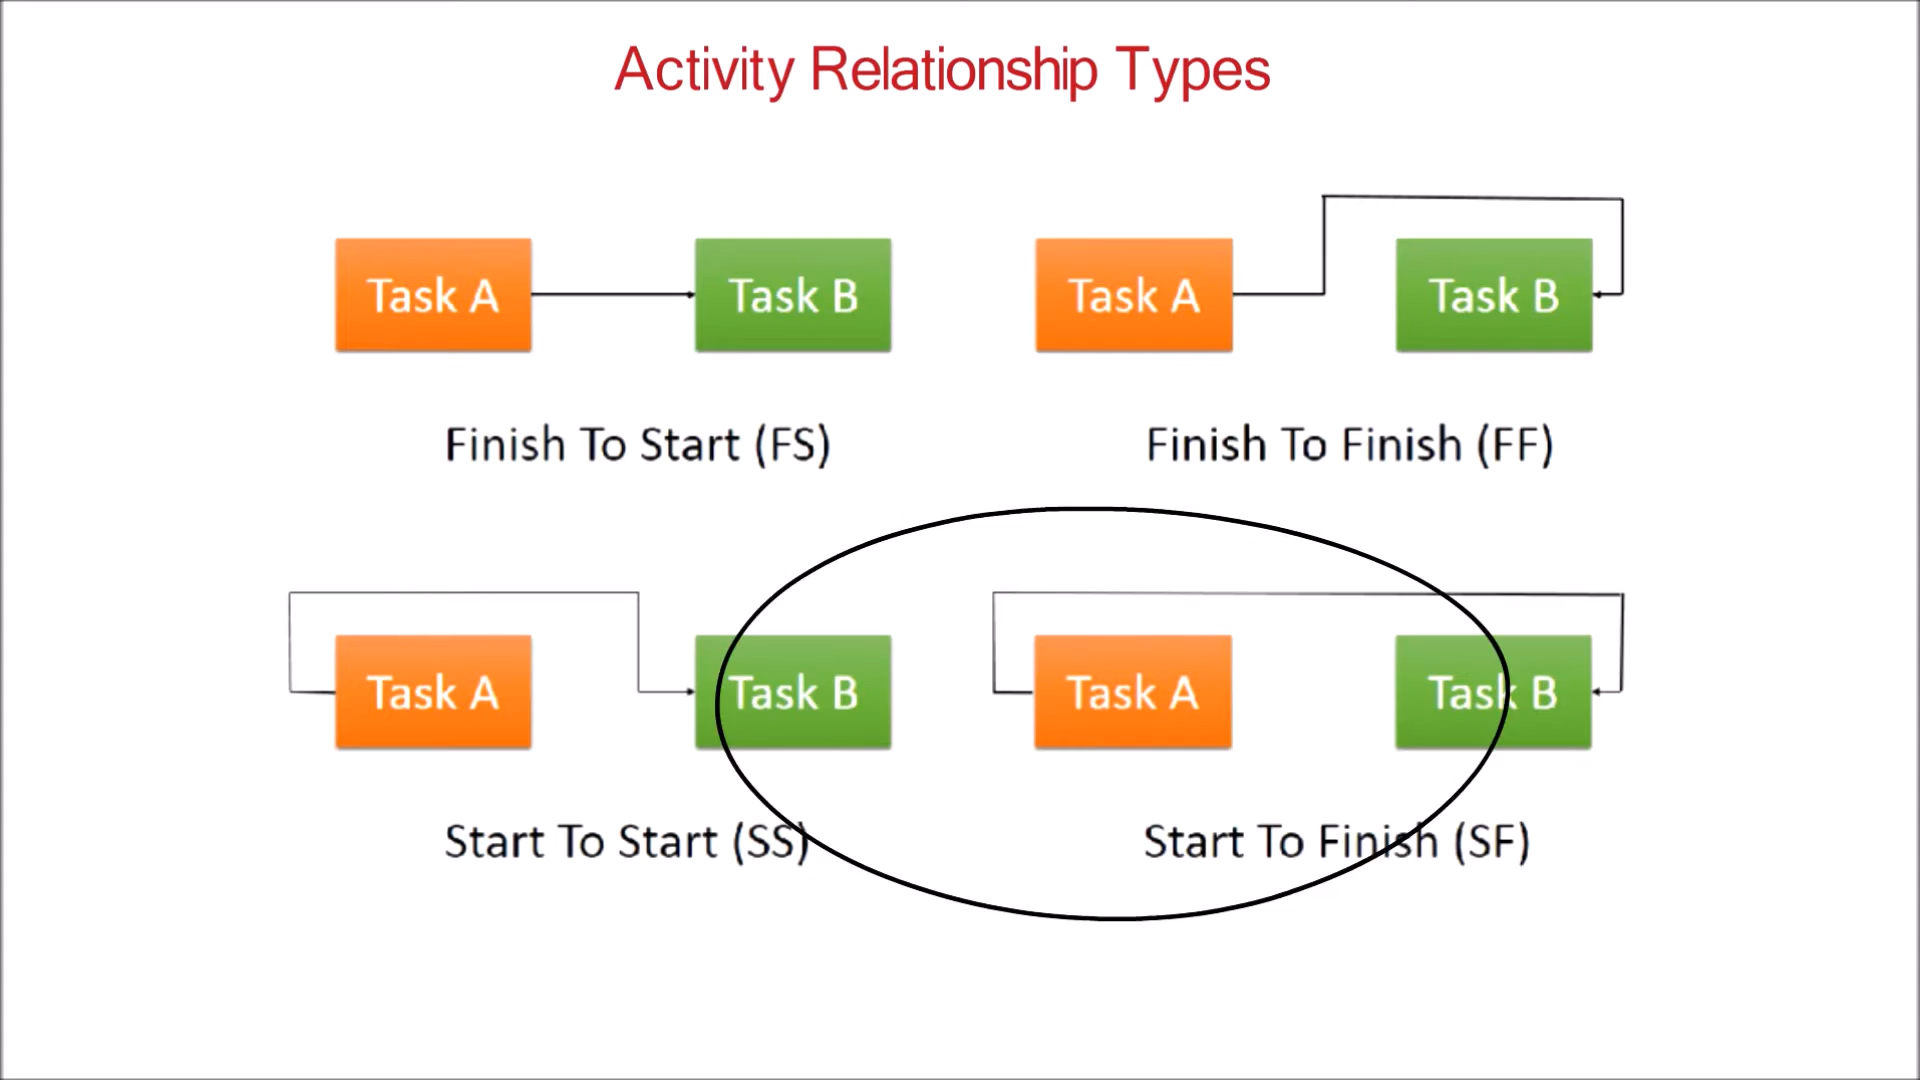 Activity Relationship Types
Task A
Task B
Task A
Task B
Finish To Start (FS)
Finish To Finish (FF)
Task A
Task B
Task A
Task B
Start To Start (SS)
Start To Finish (SF)